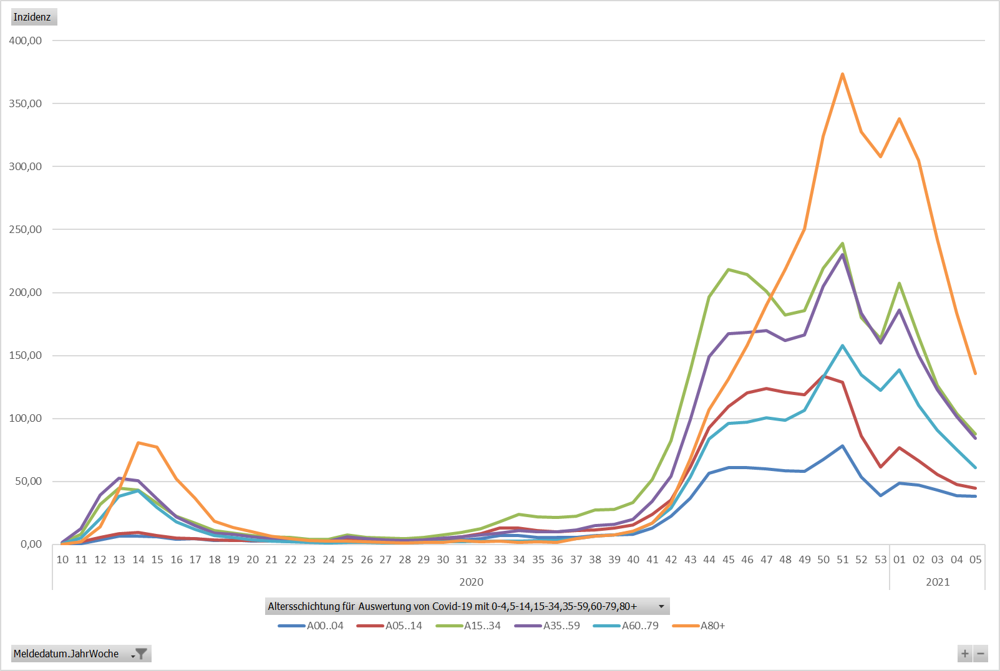 Inzidenz
400,00
350,00
300,00
250,00
200,00
150,00
100,00
50,00
0,00
10 11 12 13 14 15 16 17 18 19 20 21 22 23 24 25 26 27 28 29 30 31 32 33 34 35 36 37 38 39 40 41 42 43 44 45 46 47 48 49 50 51 52 53 01 02 03 04 05
2020 2021
Altersschichtung für Auswertung von Covid-19 mit 0-4,5-14,15-34,35-59,60-79,80+
A00..04 A05..14 A15..34 A35..59 A60..79 A80+
Meldedatum.JahrWoche
+ −